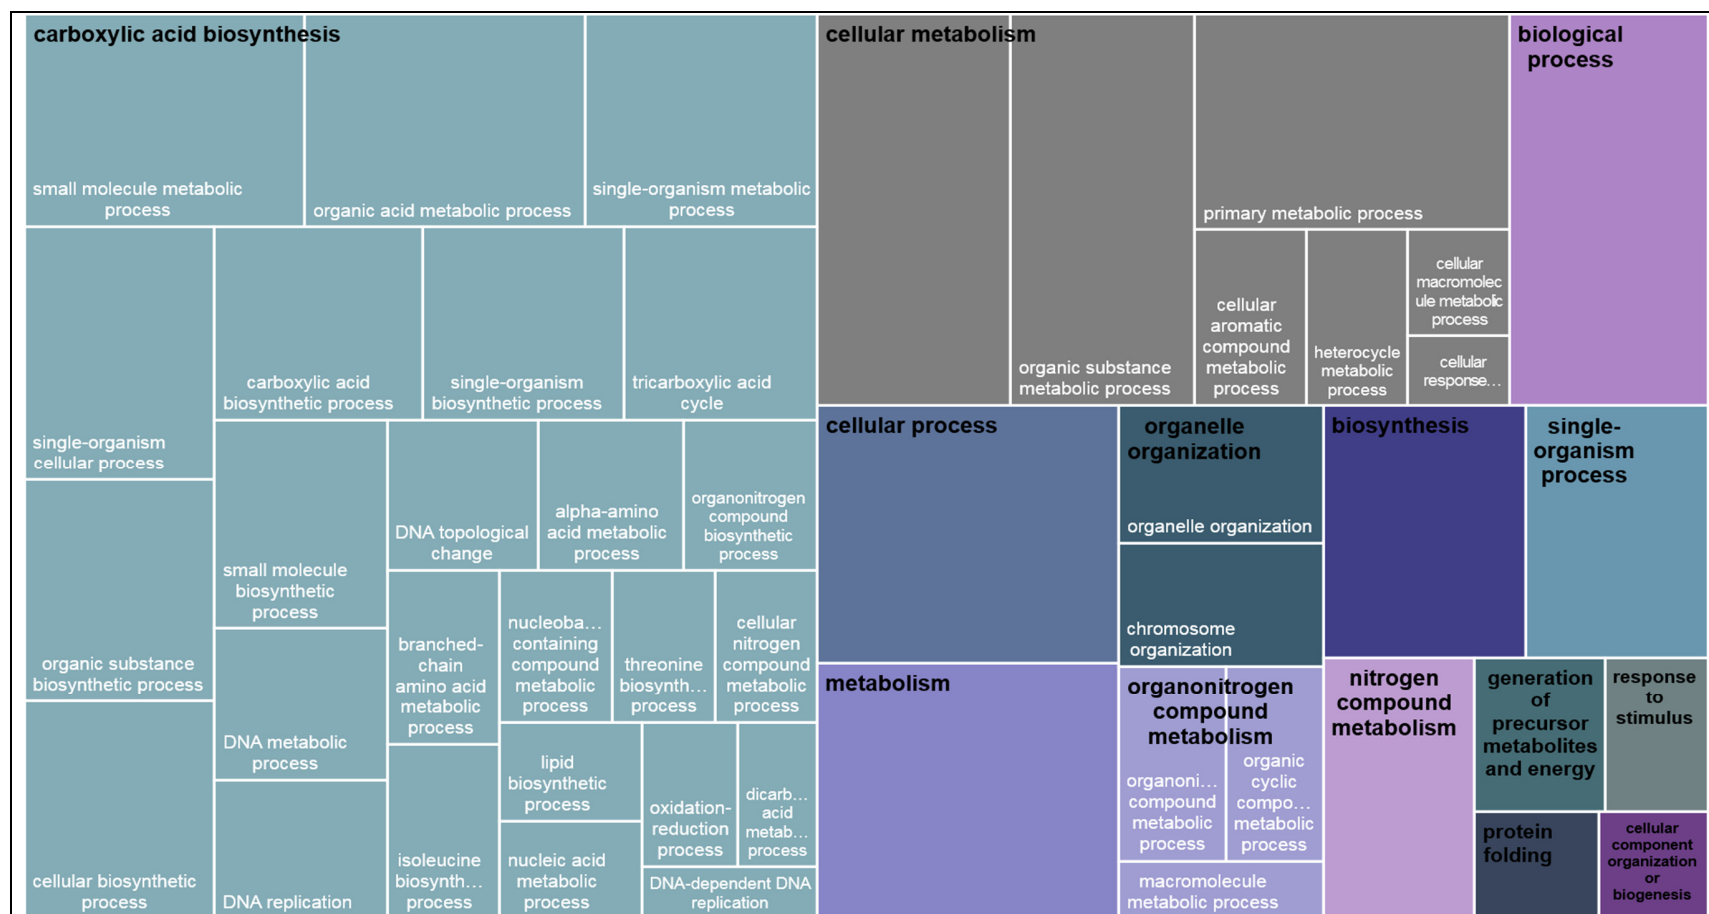 carboxylic acid biosynthesis
small molecule metabolic
process
organic acid metabolic process
single-organism metabolic
process
single-organism
cellular process
carboxylic acid
biosynthetic process
single-organism
biosynthetic process
tricarboxylic acid
cycle
organic substance
biosynthetic process
small molecule
biosynthetic
process
DNA topological
change
alpha-amino
acid metabolic
process
organonitrogen
compound
biosynthetic
process
cellular biosynthetic
process
DNA metabolic
process
DNA replication
branched-
chain
amino acid
metabolic
process
nucleoba…
containing
compound
metabolic
process
threonine
biosynth…
process
cellular
nitrogen
compound
metabolic
process
isoleucine
biosynth…
process
lipid
biosynthetic
process
nucleic acid
metabolic
process
oxidation-
reduction
process
dicarb…
acid
metab…
process
DNA-dependent DNA
replication
cellular metabolism
organic substance
metabolic process
primary metabolic process
cellular
aromatic
compound
metabolic
process
heterocycle
metabolic
process
cellular
macromolec
ule metabolic
process
cellular
response…
biological
process
cellular process
organelle
organization
organelle organization
chromosome
organization
biosynthesis
single-
organism
process
metabolism
organonitrogen
compound
metabolism
organoni…
compound
metabolic
process
organic
cyclic
compo…
metabolic
process
macromolecule
metabolic process
nitrogen
compound
metabolism
generation
of
precursor
metabolites
and energy
response
to
stimulus
protein
folding
cellular
component
organization
or
biogenesis